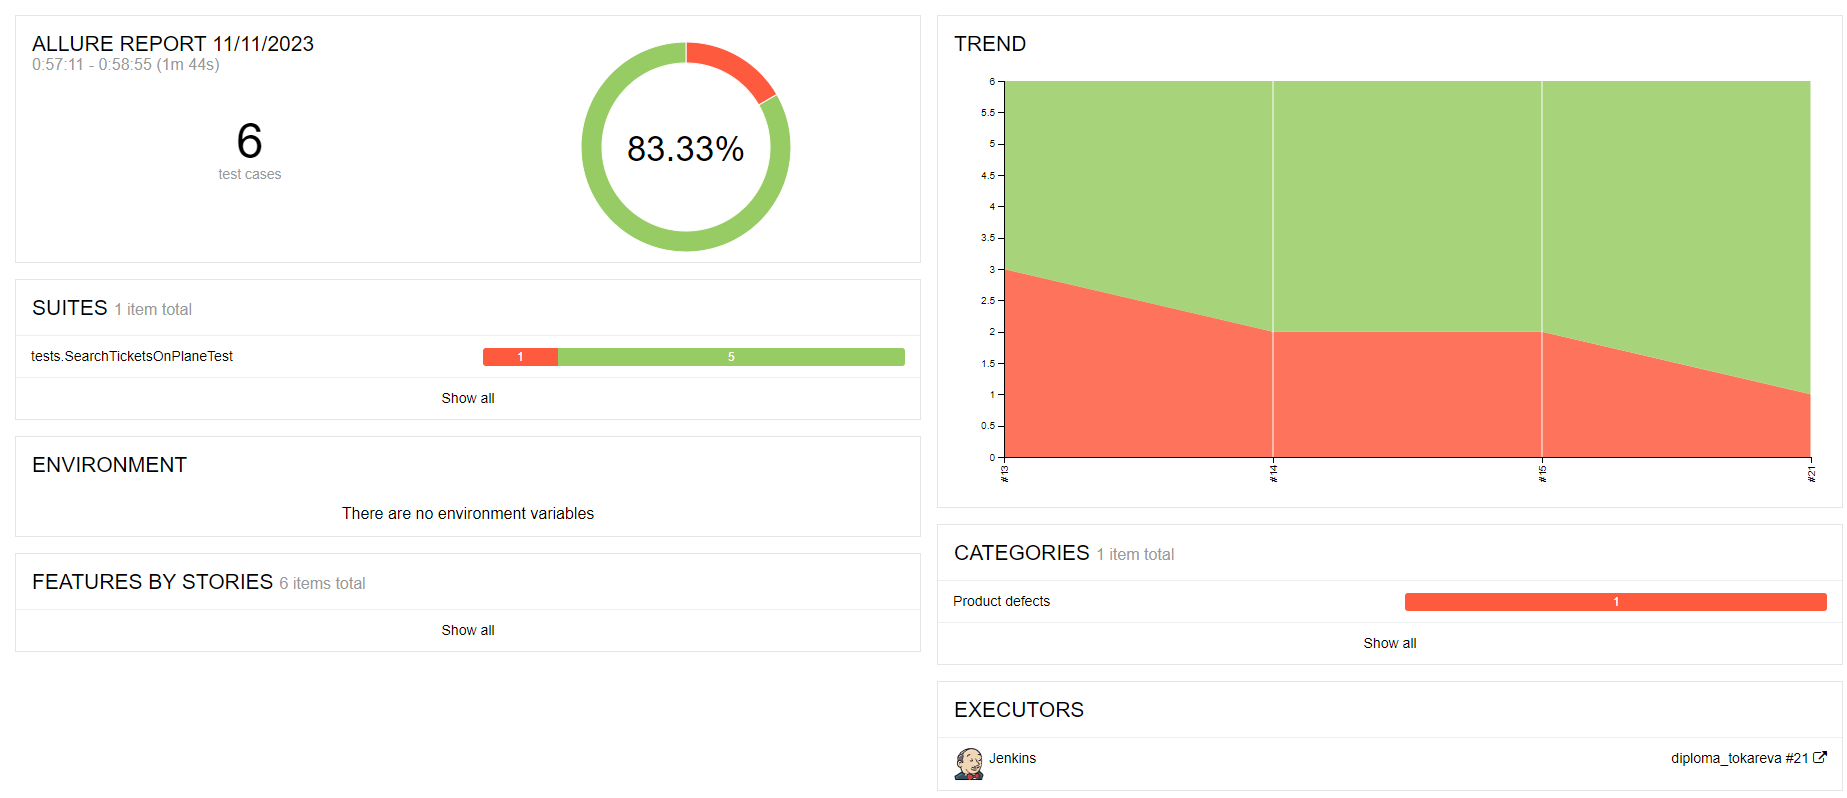 ALLURE REPORT 11/11/2023
0:57:11 - 0:58:55 (1m 44s)
6
test cases
83.33%
SUITES 1 item total
tests.SearchTicketsOnPlaneTest 1 5
Show all
ENVIRONMENT
There are no environment variables
FEATURES BY STORIES 6 items total
Show all
TREND
6
5.5
5
4.5
4
3.5
3
2.5
2
1.5
1
0.5
0
#13 #14 #15 #21
CATEGORIES 1 item total
Product defects 1
Show all
EXECUTORS
Jenkins diploma_tokareva #21